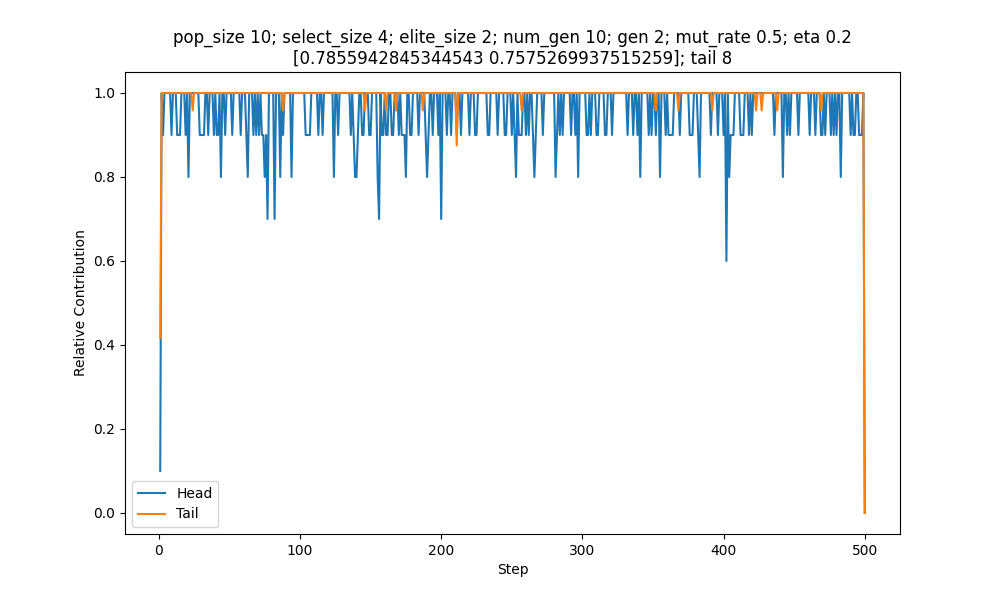 pop_size 10; select_size 4; elite_size 2; num_gen 10; gen 2; mut_rate 0.5; eta 0.2
[0.7855942845344543 0.7575269937515259]; tail 8
1.0
0.8
0.6
0.4
0.2
0.0
Relative Contribution
Head
Tail
0
100
200
300
400
500
Step